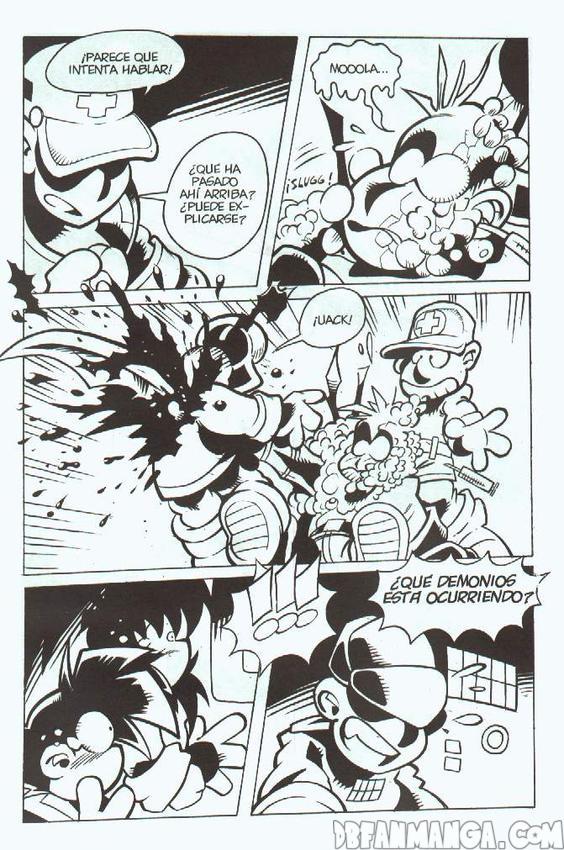 ¡PARECE QUE
INTENTA HABLAR!
¿QUE HA
PASADO
AHÍ ARRIBA?
¿PUEDE EX-
PLICARSE?
MOOOLA...
¡SLUGG!
¡UACK!
!!!
¿QUE DEMONIOS
ESTA OCURRIENDO?
DBFANMANGA.COM